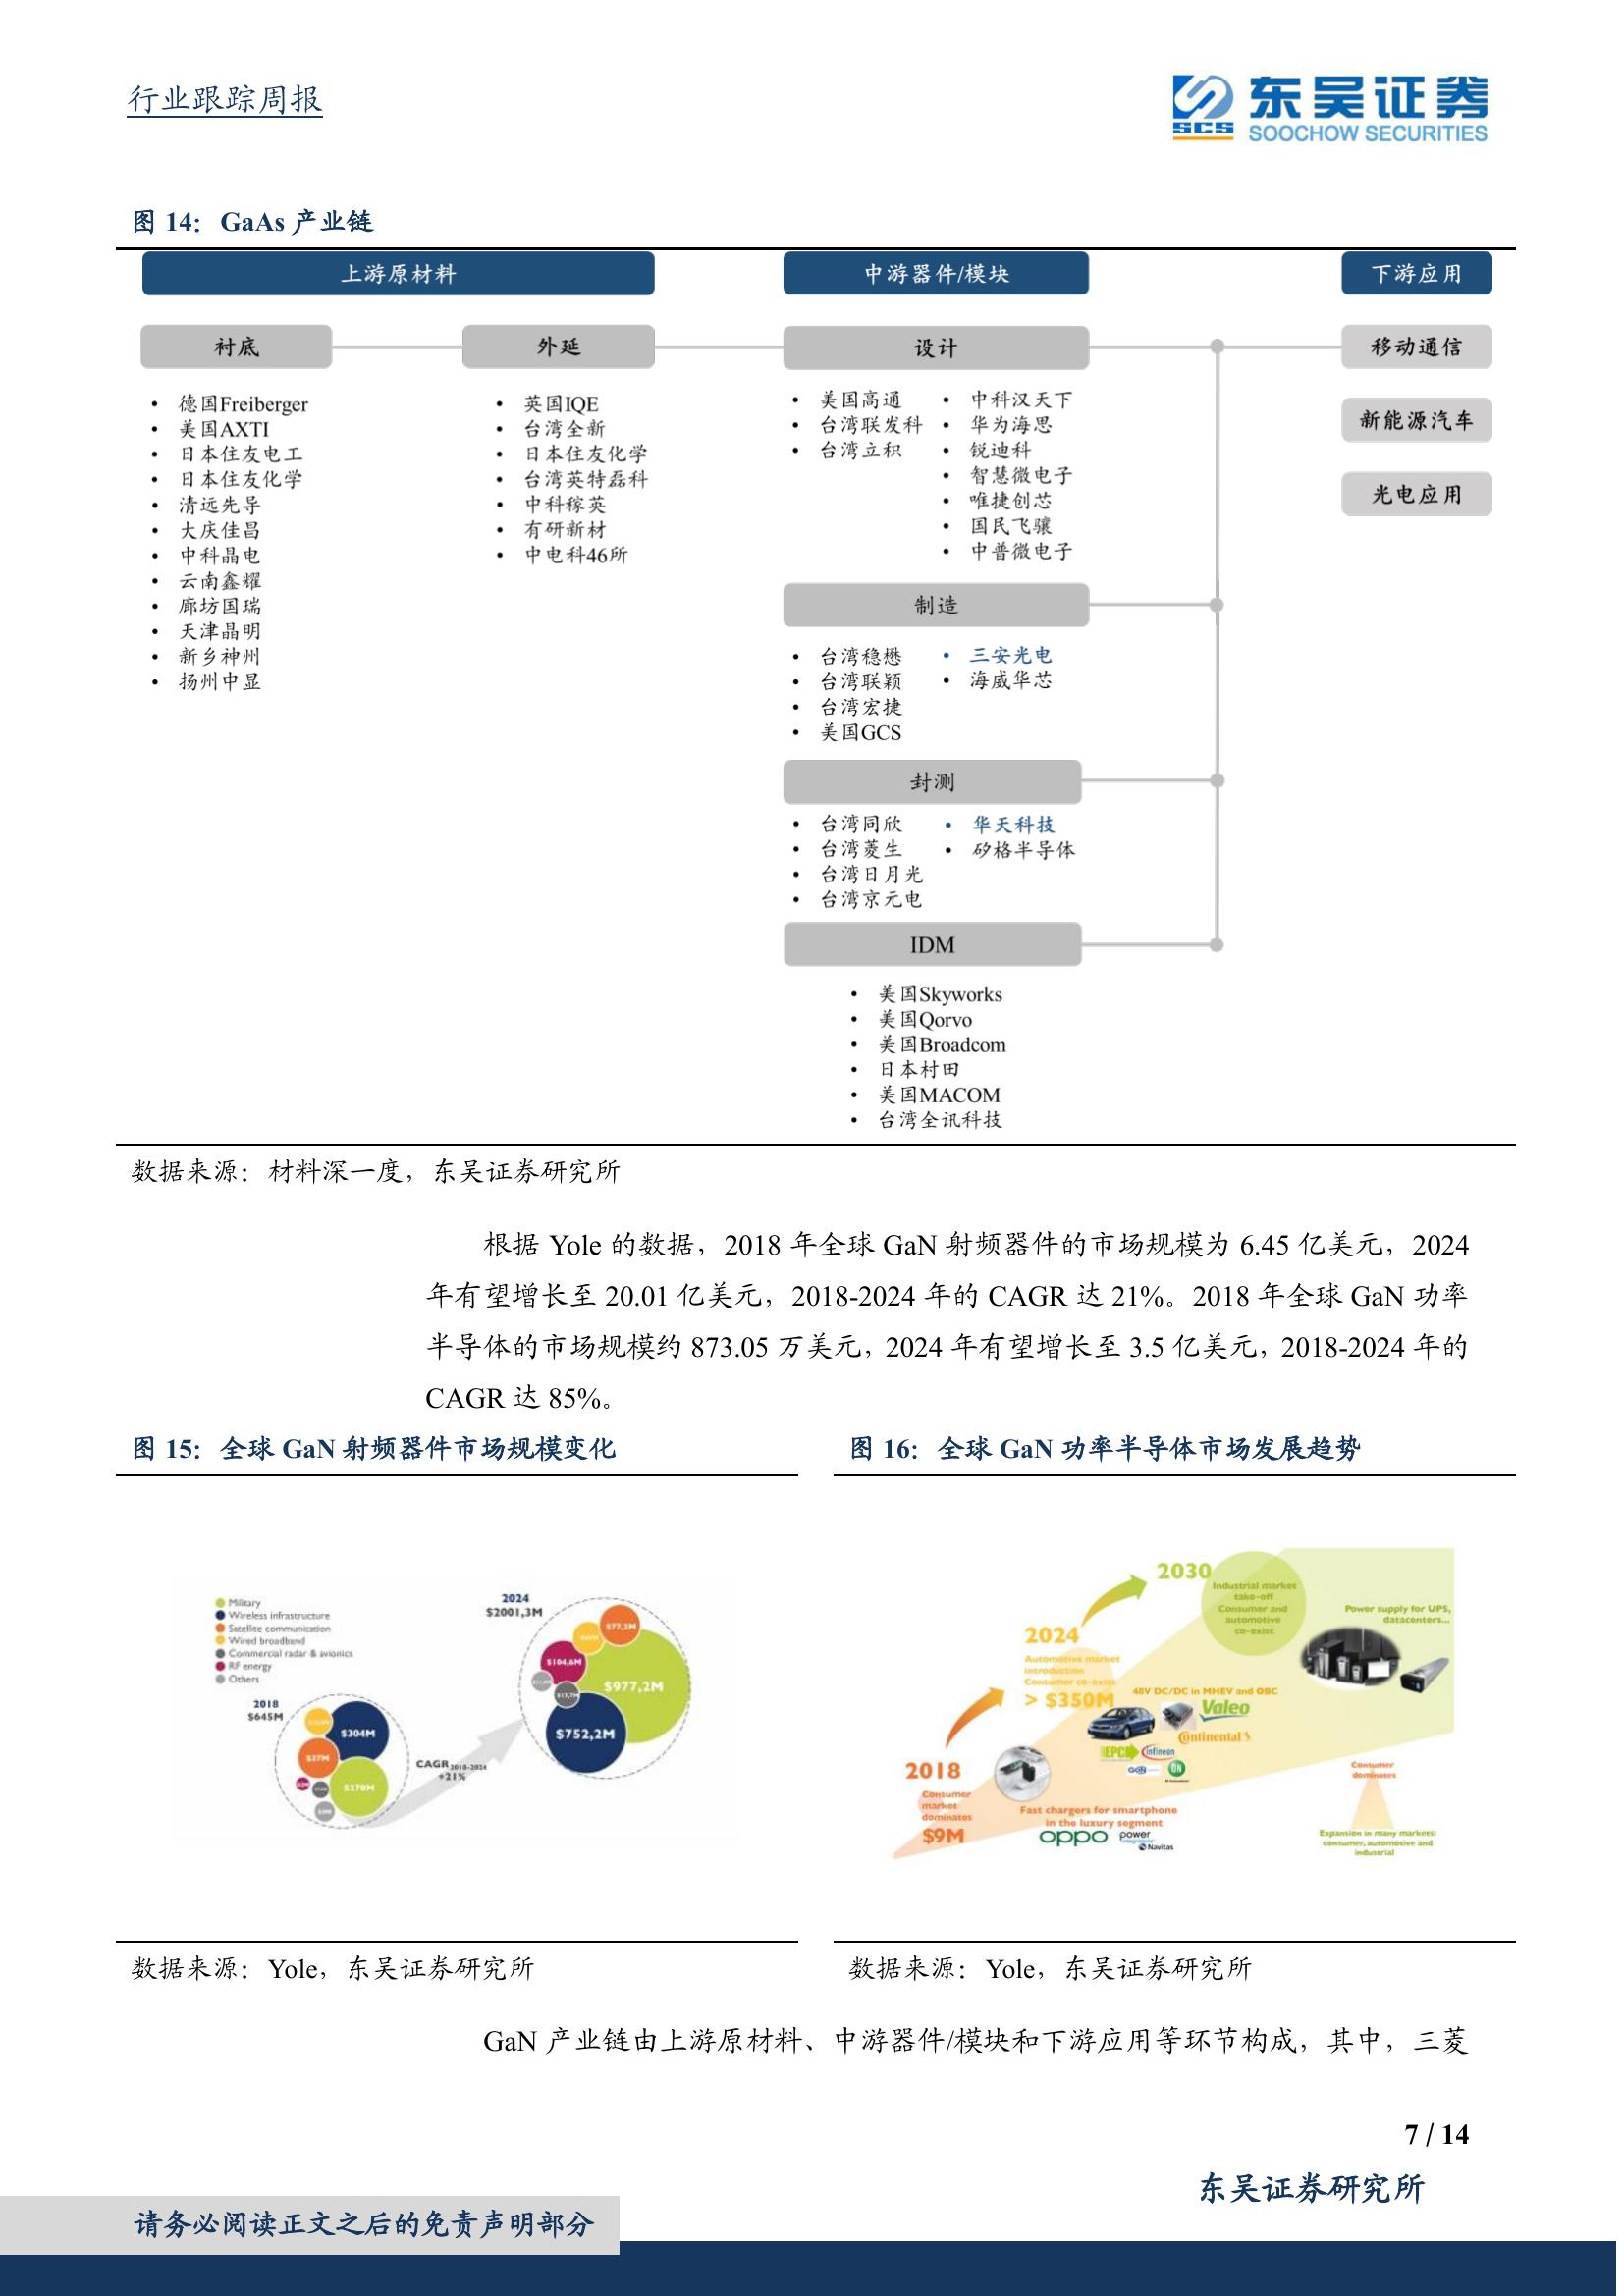 行业跟踪周报
东吴证券
SCS
SOOCHOW SECURITIES
图 14：GaAs 产业链
上游原材料
中游器件/模块
下游应用
衬底
外延
设计
移动通信
新能源汽车
光电应用
• 德国Freiberger
• 美国AXTI
• 日本住友电工
• 日本住友化学
• 清远先导
• 大庆佳昌
• 中科晶电
• 云南鑫耀
• 廊坊国瑞
• 天津晶明
• 新乡神州
• 扬州中显
• 英国IQE
• 台湾全新
• 日本住友化学
• 台湾英特磊科
• 中科稼英
• 有研新材
• 中电科46所
• 美国高通
• 台湾联发科
• 台湾立积
• 中科汉天下
• 华为海思
• 锐迪科
• 智慧微电子
• 唯捷创芯
• 国民飞骧
• 中普微电子
制造
• 台湾稳懋
• 台湾联颖
• 台湾宏捷
• 美国GCS
• 三安光电
• 海威华芯
封测
• 台湾同欣
• 台湾菱生
• 台湾日月光
• 台湾京元电
• 华天科技
• 矽格半导体
IDM
• 美国Skyworks
• 美国Qorvo
• 美国Broadcom
• 日本村田
• 美国MACOM
• 台湾全讯科技
数据来源：材料深一度，东吴证券研究所
根据 Yole 的数据，2018 年全球 GaN 射频器件的市场规模为 6.45 亿美元，2024
年有望增长至 20.01 亿美元，2018-2024 年的 CAGR 达 21%。2018 年全球 GaN 功率
半导体的市场规模约 873.05 万美元，2024 年有望增长至 3.5 亿美元，2018-2024 年的
CAGR 达 85%。
图 15：全球 GaN 射频器件市场规模变化
Military
Wireless infrastructure
Satellite communication
Wired broadband
Commercial radar & avionics
RF energy
Others
2018
$645M
$304M
$37M
$270M
CAGR 2018-2024
+21%
2024
$2001,3M
$77,3M
$104,6M
$977,2M
$752,2M
图 16：全球 GaN 功率半导体市场发展趋势
2030
Industrial market
take-off
Consumer and
automotive
co-exist
Power supply for UPS,
datacenters...
2024
Automotive market
introduction
Consumer co-exists
> $350M
48V DC/DC in MHEV and OBC
Valeo
Continental
EPC
Infineon
GaN
ON
2018
Consumer
market
dominates
$9M
Fast chargers for smartphone
in the luxury segment
oppo
power
Navitas
Consumer
dominates
Expansion in many markets:
consumer, automotive and
industrial
数据来源：Yole，东吴证券研究所
数据来源：Yole，东吴证券研究所
GaN 产业链由上游原材料、中游器件/模块和下游应用等环节构成，其中，三菱
7 / 14
东吴证券研究所
请务必阅读正文之后的免责声明部分